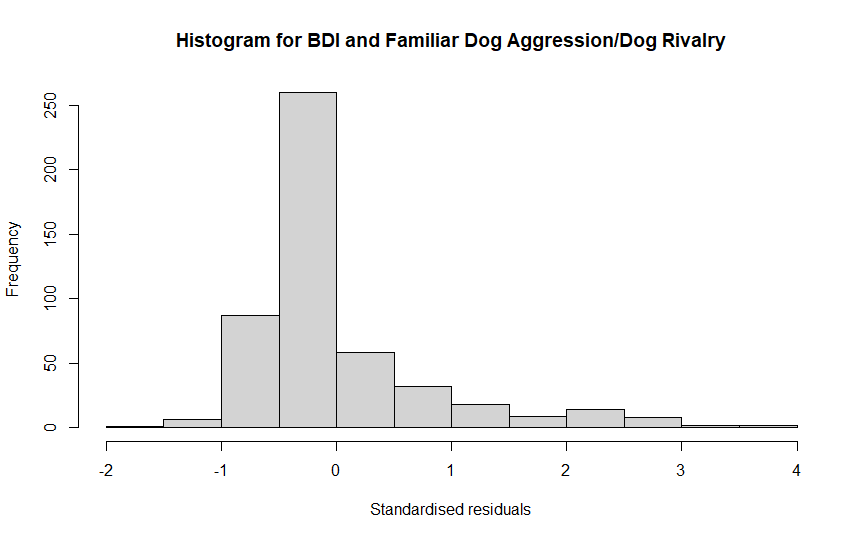 Histogram for BDI and Familiar Dog Aggression/Dog Rivalry
Frequency
250
200
150
100
50
0
-2 -1 0 1 2 3 4
Standardised residuals